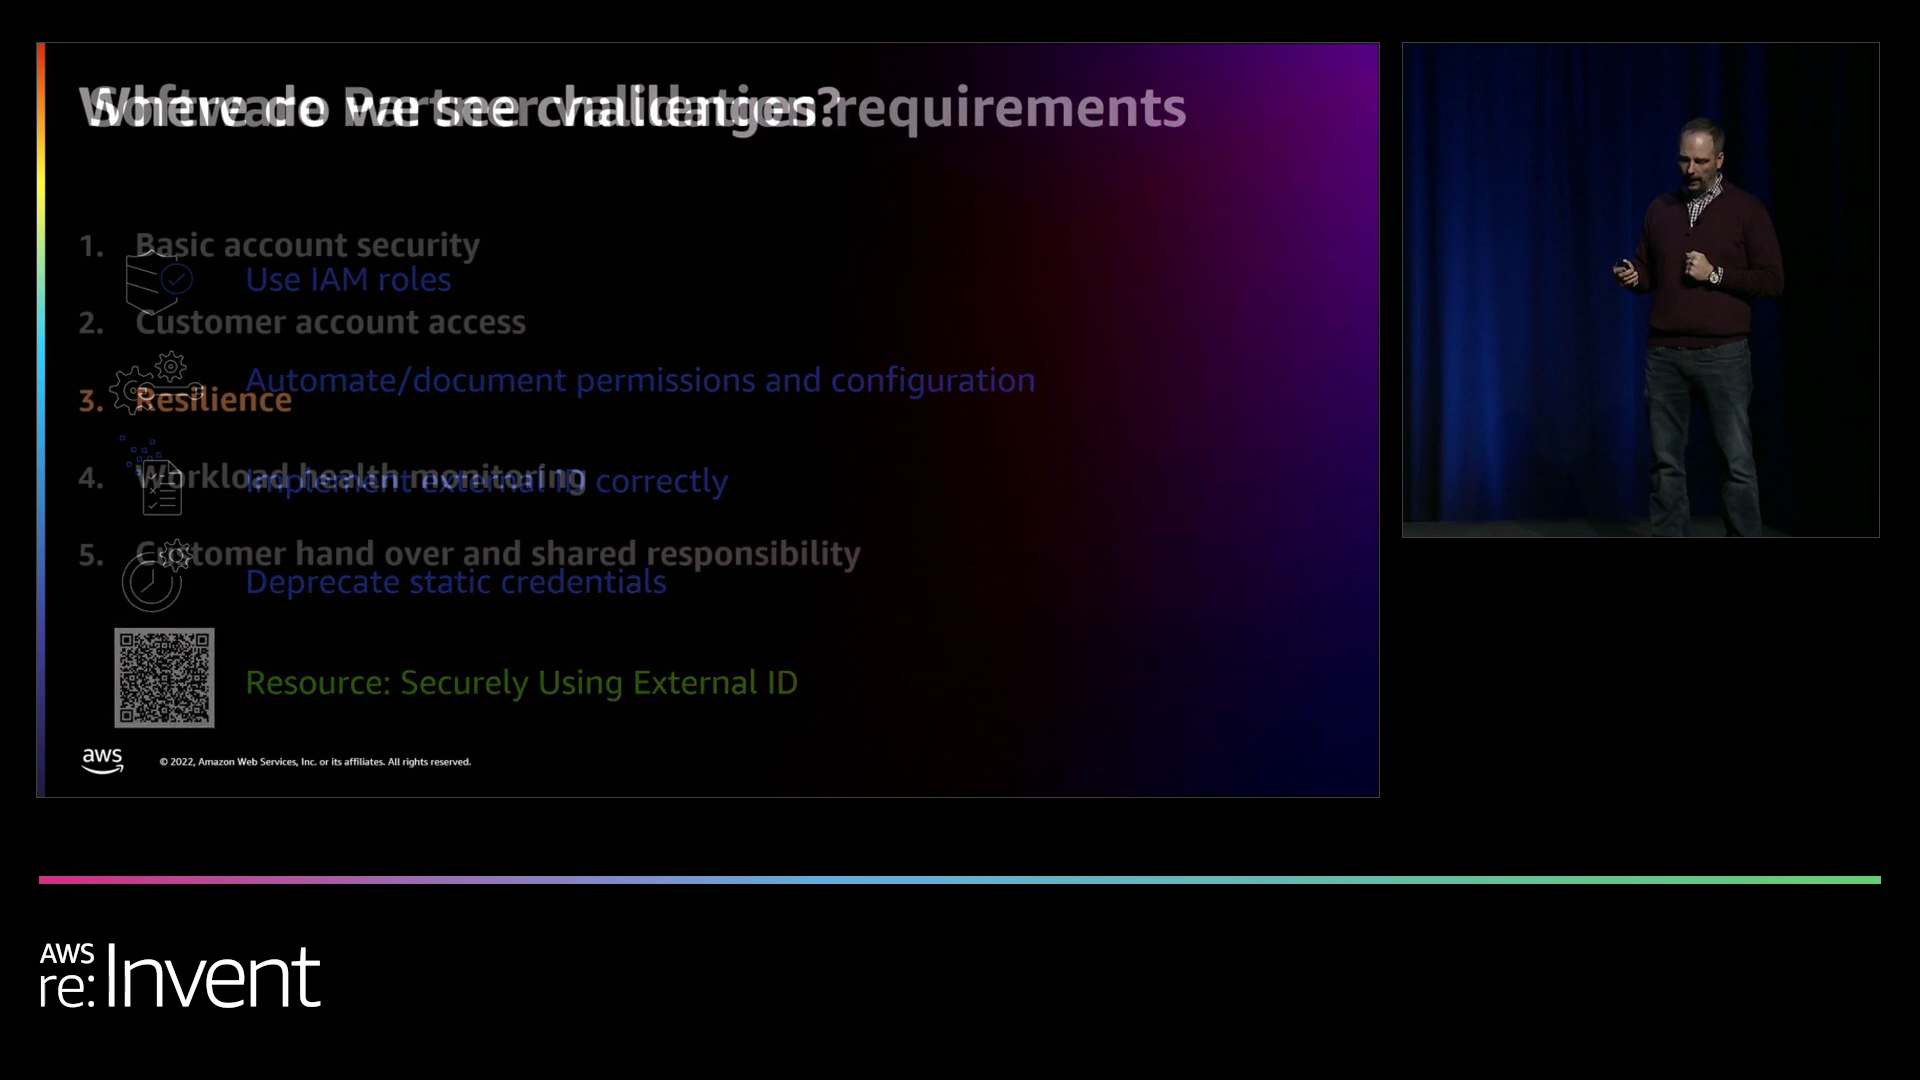 Where do we see challenges?
Software Partner validation requirements
1. Basic account security
Use IAM roles
2. Customer account access
Automate/document permissions and configuration
3. Resilience
4. Workload health monitoring
Implement external ID correctly
5. Customer hand over and shared responsibility
Deprecate static credentials
Resource: Securely Using External ID
aws
© 2022, Amazon Web Services, Inc. or its affiliates. All rights reserved.
AWS
re:Invent